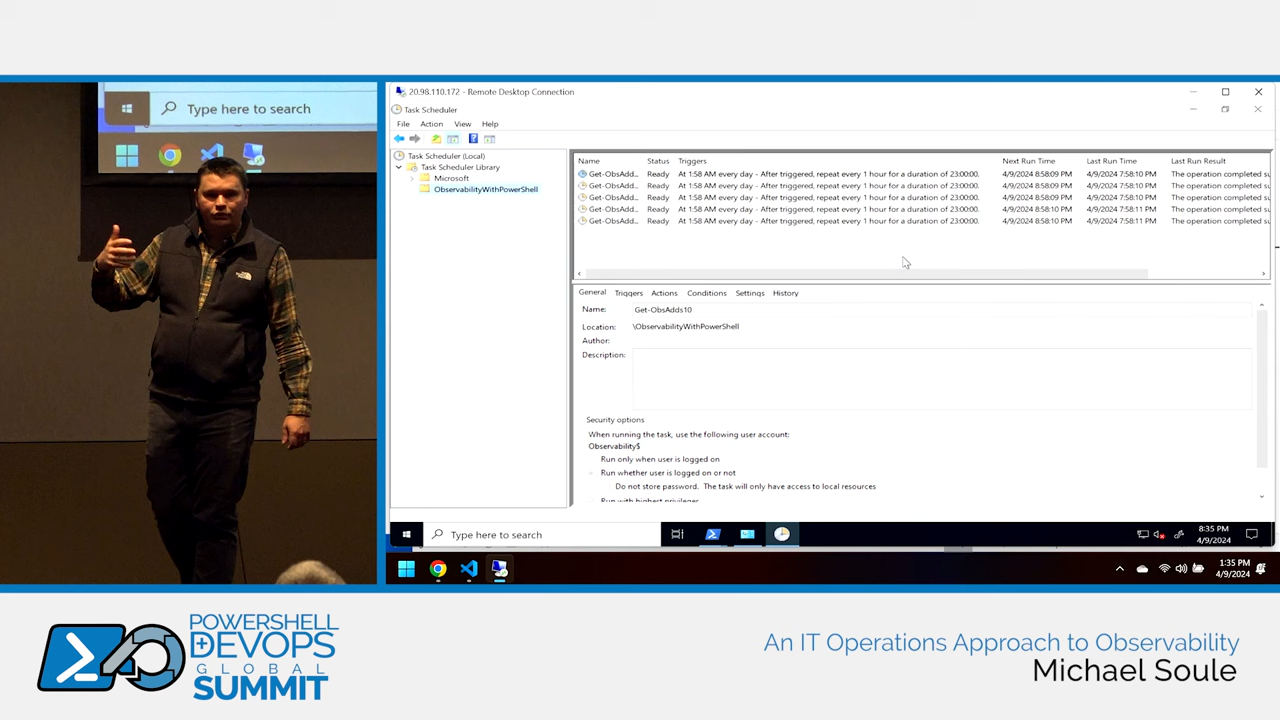 Type here to search
20.98.110.172 - Remote Desktop Connection
Task Scheduler
File Action View Help
Task Scheduler (Local)
Task Scheduler Library
Microsoft
ObservabilityWithPowerShell
Name Status Triggers Next Run Time Last Run Time Last Run Result
Get-ObsAdd... Ready At 1:58 AM every day - After triggered, repeat every 1 hour for a duration of 23:00:00. 4/9/2024 8:58:09 PM 4/9/2024 7:58:10 PM The operation completed su
Get-ObsAdd... Ready At 1:58 AM every day - After triggered, repeat every 1 hour for a duration of 23:00:00. 4/9/2024 8:58:09 PM 4/9/2024 7:58:10 PM The operation completed su
Get-ObsAdd... Ready At 1:58 AM every day - After triggered, repeat every 1 hour for a duration of 23:00:00. 4/9/2024 8:58:09 PM 4/9/2024 7:58:10 PM The operation completed su
Get-ObsAdd... Ready At 1:58 AM every day - After triggered, repeat every 1 hour for a duration of 23:00:00. 4/9/2024 8:58:10 PM 4/9/2024 7:58:11 PM The operation completed su
Get-ObsAdd... Ready At 1:58 AM every day - After triggered, repeat every 1 hour for a duration of 23:00:00. 4/9/2024 8:58:10 PM 4/9/2024 7:58:11 PM The operation completed su
General Triggers Actions Conditions Settings History
Name: Get-ObsAdds10
Location: \ObservabilityWithPowerShell
Author:
Description:
Security options
When running the task, use the following user account:
Observability$
Run only when user is logged on
Run whether user is logged on or not
Do not store password. The task will only have access to local resources
Run with highest privileges
Type here to search
8:35 PM
4/9/2024
1:35 PM
4/9/2024
THE NORTH FACE
POWERSHELL
DEVOPS
GLOBAL
SUMMIT
An IT Operations Approach to Observability
Michael Soule